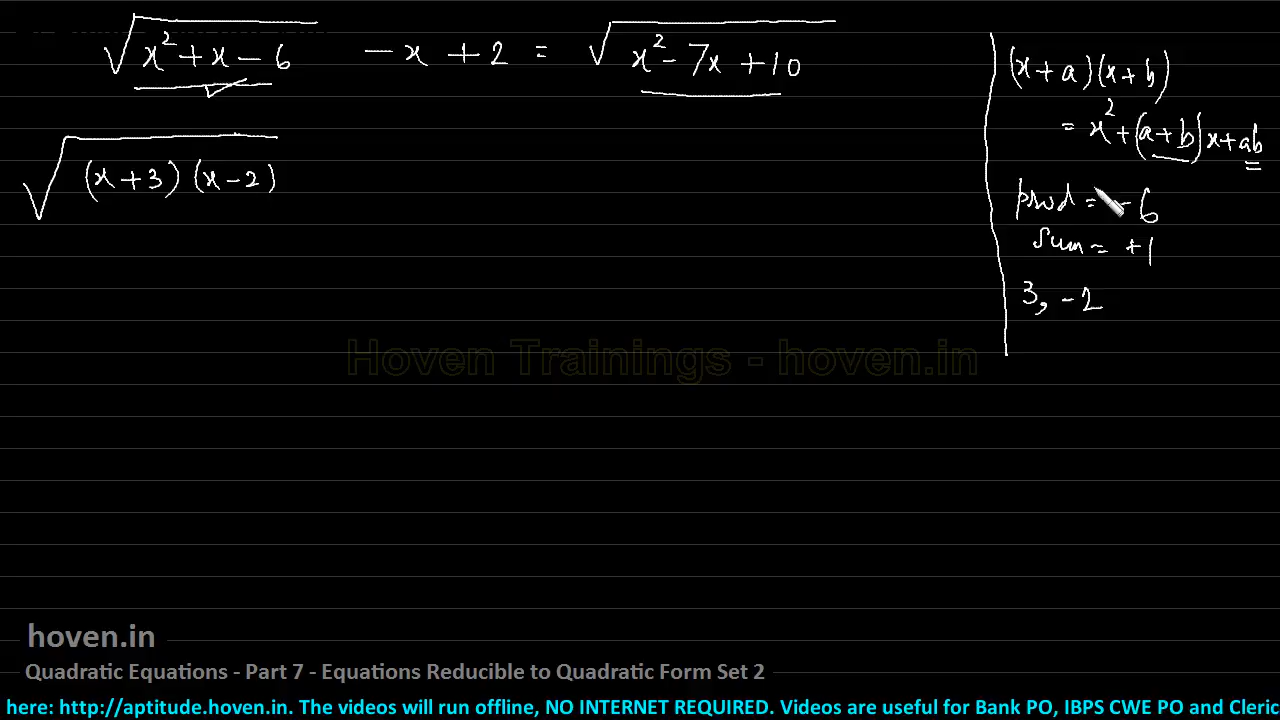 √(x² + x − 6) − x + 2 = √(x² − 7x + 10)
√((x + 3) (x − 2))
(x + a)(x + b)
= x² + (a + b)x + ab
prod = −6
sum = +1
3, −2
Hoven Trainings - hoven.in
hoven.in
Quadratic Equations - Part 7 - Equations Reducible to Quadratic Form Set 2
here: http://aptitude.hoven.in. The videos will run offline, NO INTERNET REQUIRED. Videos are useful for Bank PO, IBPS CWE PO and Cleric